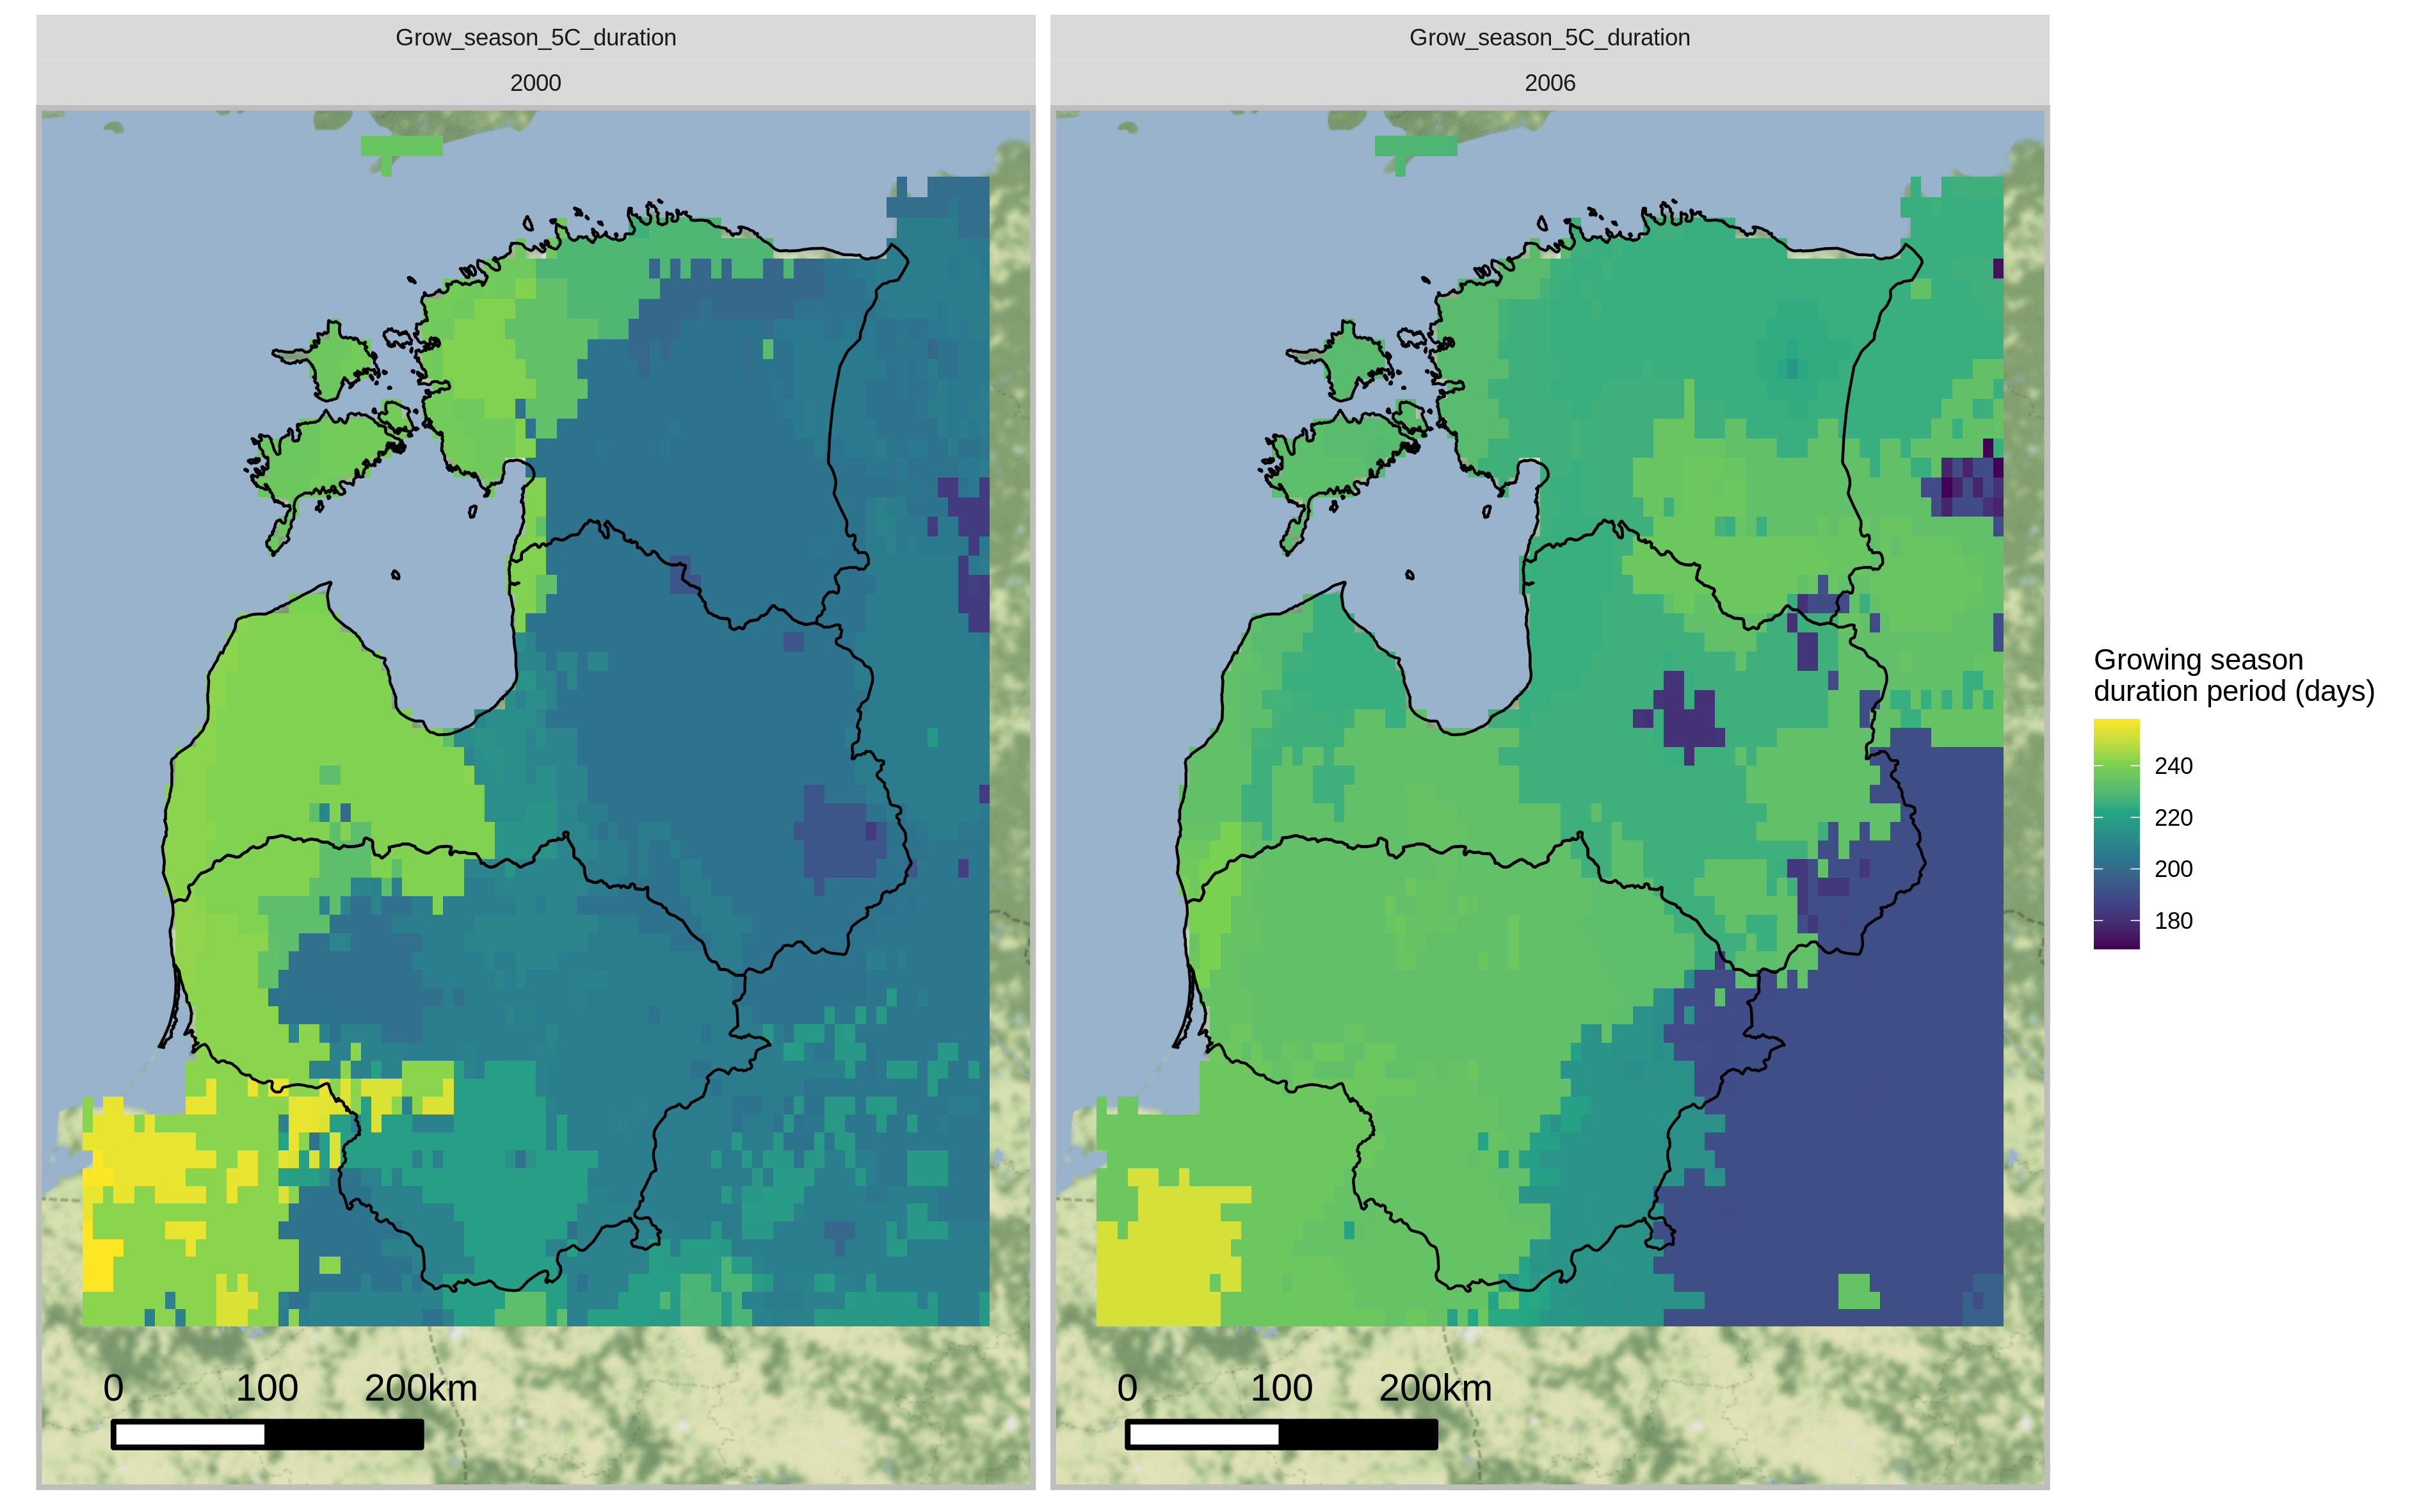 Grow_season_5C_duration
2000
Grow_season_5C_duration
2006
0 100 200km
0 100 200km
Growing season
duration period (days)
240
220
200
180